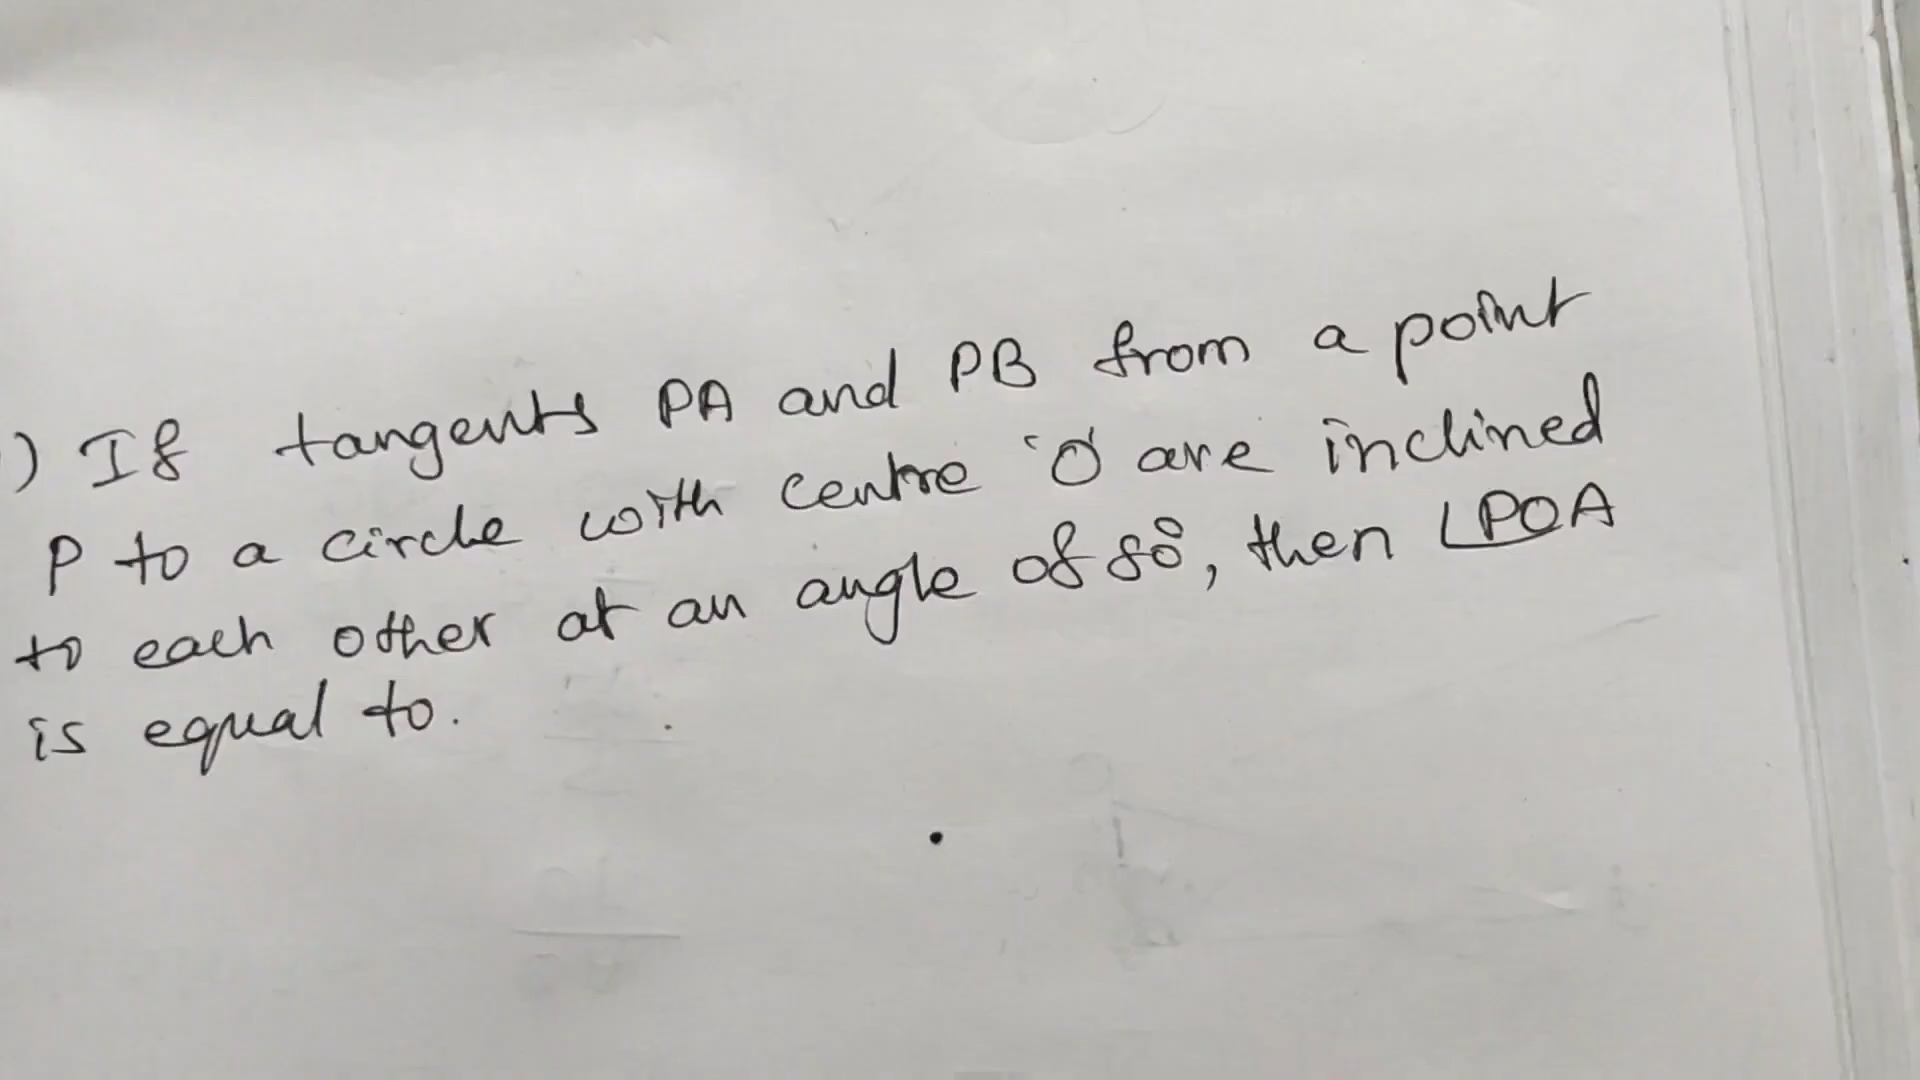 ) If tangents PA and PB from a point
P to a circle with centre 'O' are inclined
to each other at an angle of 80°, then ∠POA
is equal to.